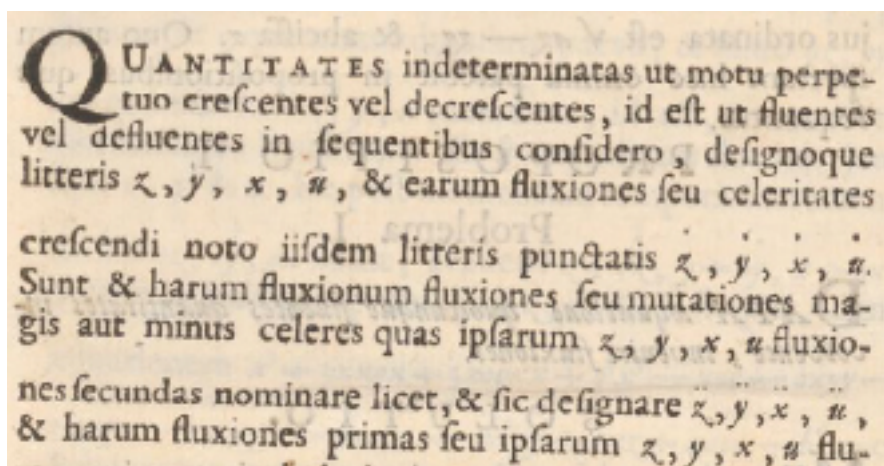 QUANTITATES indeterminatas ut motu perpe-
tuo creſcentes vel decreſcentes, id eſt ut fluentes
vel defluentes in ſequentibus conſidero, deſignoque
litteris z, y, x, u, & earum fluxiones ſeu celeritates
creſcendi noto iiſdem litteris punctatis ż, ẏ, ẋ, u̇.
Sunt & harum fluxionum fluxiones ſeu mutationes ma-
gis aut minus celeres quas ipſarum z, y, x, u fluxio-
nes ſecundas nominare licet, & ſic deſignare z̈, ÿ, ẍ, ü,
& harum fluxiones primas ſeu ipſarum z, y, x, u flu-